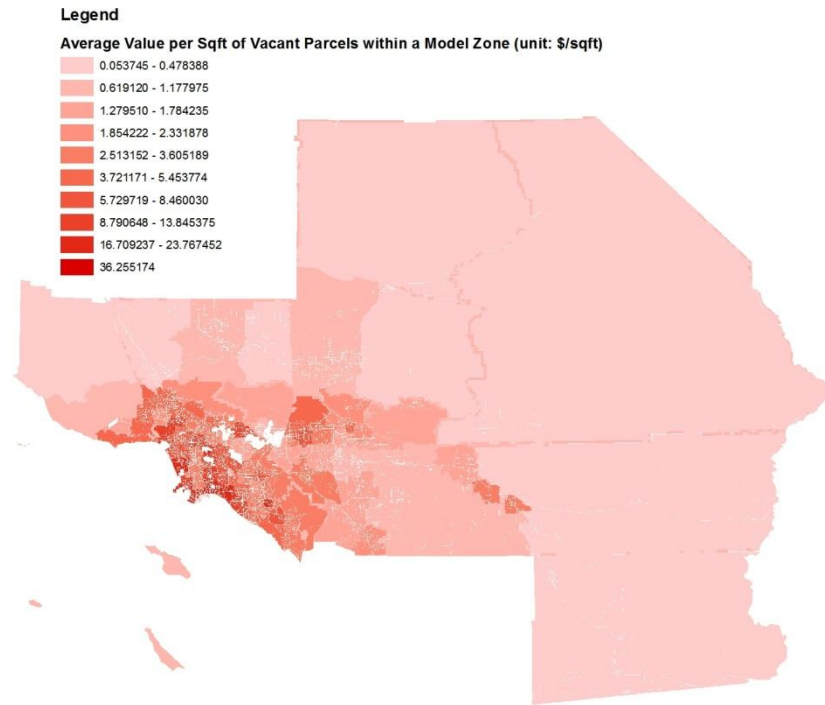 Legend
Average Value per Sqft of Vacant Parcels within a Model Zone (unit: $/sqft)
0.053745 - 0.478388
0.619120 - 1.177975
1.279510 - 1.784235
1.854222 - 2.331878
2.513152 - 3.605189
3.721171 - 5.453774
5.729719 - 8.460030
8.790648 - 13.845375
16.709237 - 23.767452
36.255174